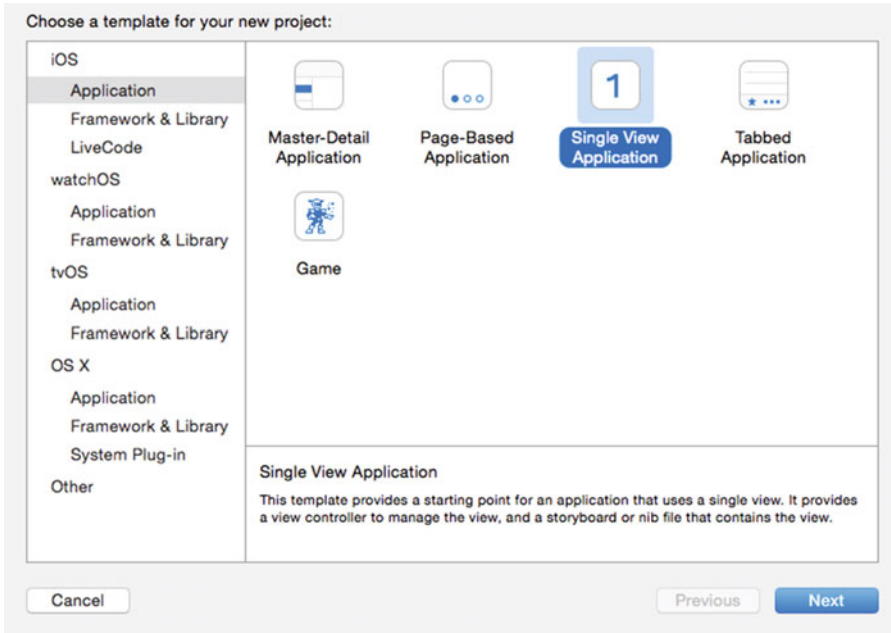 Choose a template for your new project:
iOS
Application
Framework & Library
LiveCode
watchOS
Application
Framework & Library
tvOS
Application
Framework & Library
OS X
Application
Framework & Library
System Plug-in
Other
Master-Detail
Application
Page-Based
Application
1
Single View
Application
Tabbed
Application
Game
Single View Application
This template provides a starting point for an application that uses a single view. It provides
a view controller to manage the view, and a storyboard or nib file that contains the view.
Cancel
Previous
Next